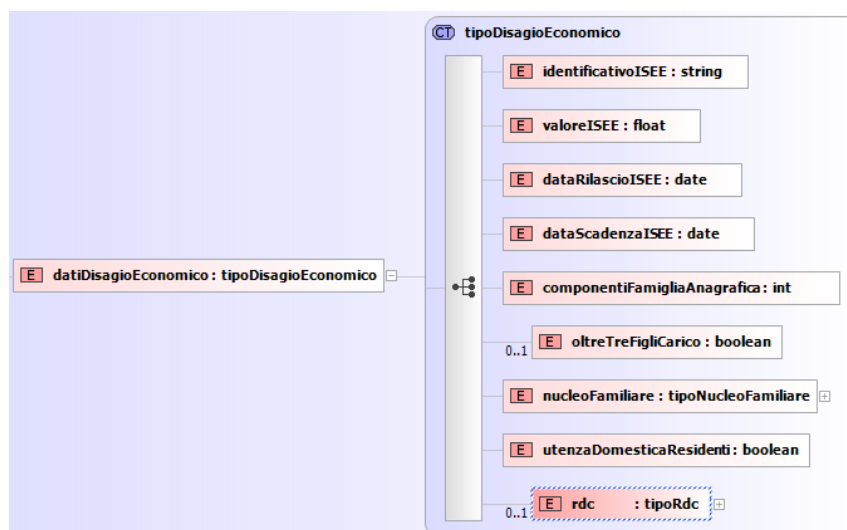 CT tipoDisagioEconomico
E identificativoISEE : string
E valoreISEE : float
E dataRilascioISEE : date
E dataScadenzaISEE : date
E datiDisagioEconomico : tipoDisagioEconomico
E componentiFamigliaAnagrafica : int
0..1 E oltreTreFigliCarico : boolean
E nucleoFamiliare : tipoNucleoFamiliare
E utenzaDomesticaResidenti : boolean
0..1 E rdc : tipoRdc